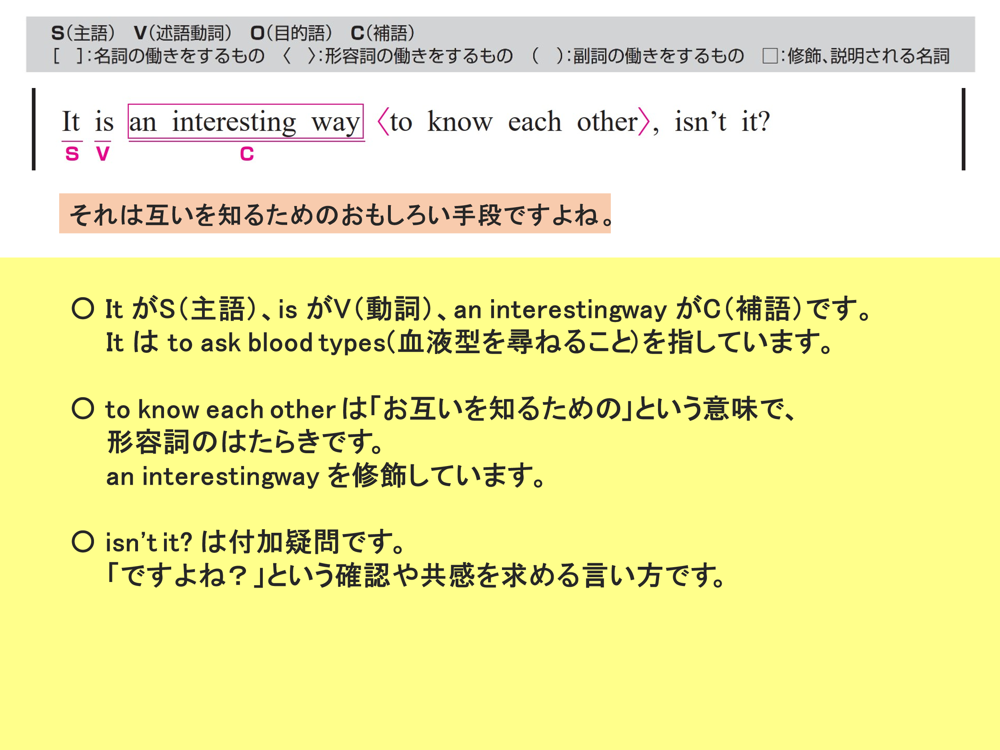 S（主語）　V（述語動詞）　O（目的語）　C（補語）
［　］：名詞の働きをするもの　〈　〉：形容詞の働きをするもの　（　）：副詞の働きをするもの　□：修飾、説明される名詞
It is an interesting way 〈to know each other〉, isn’t it?
S V C
それは互いを知るためのおもしろい手段ですよね。
○ It がS（主語）、is がV（動詞）、an interestingway がC（補語）です。
It は to ask blood types(血液型を尋ねること)を指しています。
○ to know each other は「お互いを知るための」という意味で、
形容詞のはたらきです。
an interestingway を修飾しています。
○ isn’t it? は付加疑問です。
「ですよね？」という確認や共感を求める言い方です。